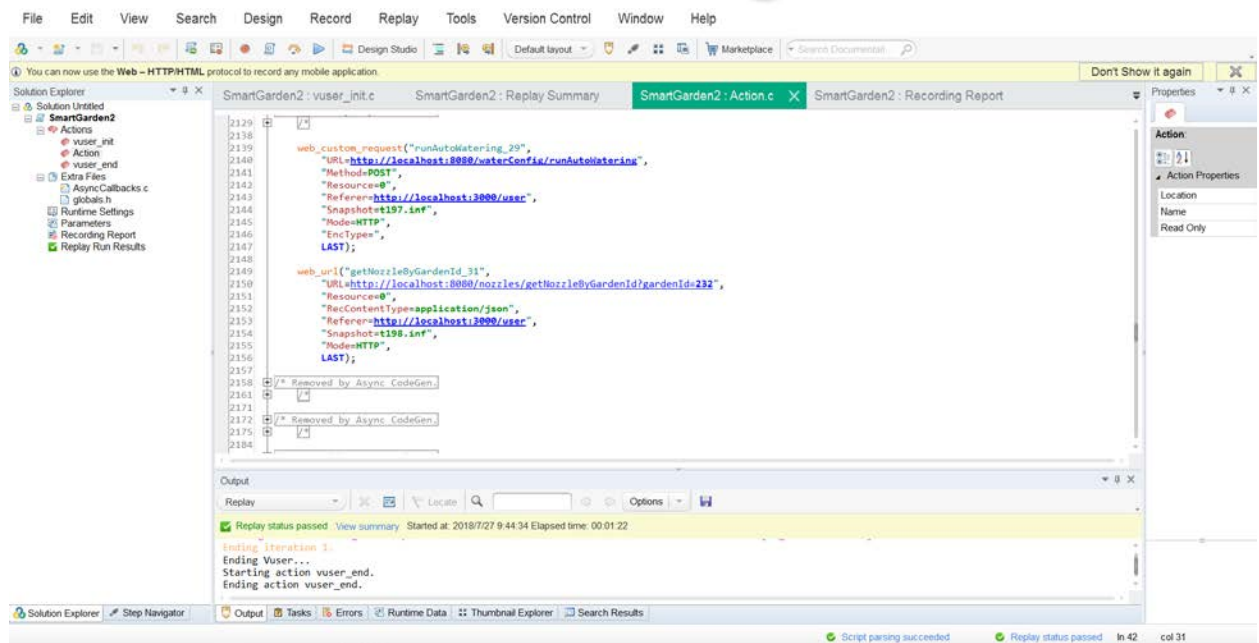 File Edit View Search Design Record Replay Tools Version Control Window Help
Design Studio Default layout Marketplace Search Documentat
You can now use the Web – HTTP/HTML protocol to record any mobile application. Don't Show it again
Solution Explorer
Solution Untitled
SmartGarden2
Actions
vuser_init
Action
vuser_end
Extra Files
AsyncCallbacks.c
globals.h
Runtime Settings
Parameters
Recording Report
Replay Run Results
SmartGarden2 : vuser_init.c SmartGarden2 : Replay Summary SmartGarden2 : Action.c X SmartGarden2 : Recording Report
2129 /*
2138
2139 web_custom_request("runAutoWatering_29",
2140 "URL=http://localhost:8080/waterConfig/runAutoWatering",
2141 "Method=POST",
2142 "Resource=0",
2143 "Referer=http://localhost:3000/user",
2144 "Snapshot=t197.inf",
2145 "Mode=HTTP",
2146 "EncType=",
2147 LAST);
2148
2149 web_url("getNozzleByGardenId_31",
2150 "URL=http://localhost:8080/nozzles/getNozzleByGardenId?gardenId=232",
2151 "Resource=0",
2152 "RecContentType=application/json",
2153 "Referer=http://localhost:3000/user",
2154 "Snapshot=t198.inf",
2155 "Mode=HTTP",
2156 LAST);
2157
2158 /* Removed by Async CodeGen.
2161 /*
2171
2172 /* Removed by Async CodeGen.
2175 /*
2184
Properties
Action:
Action Properties
Location
Name
Read Only
Output
Replay Locate Options
Replay status passed View summary Started at: 2018/7/27 9:44:34 Elapsed time: 00:01:22
Ending iteration 1.
Ending Vuser...
Starting action vuser_end.
Ending action vuser_end.
Solution Explorer Step Navigator Output Tasks Errors Runtime Data Thumbnail Explorer Search Results
Script parsing succeeded Replay status passed ln 42 col 31